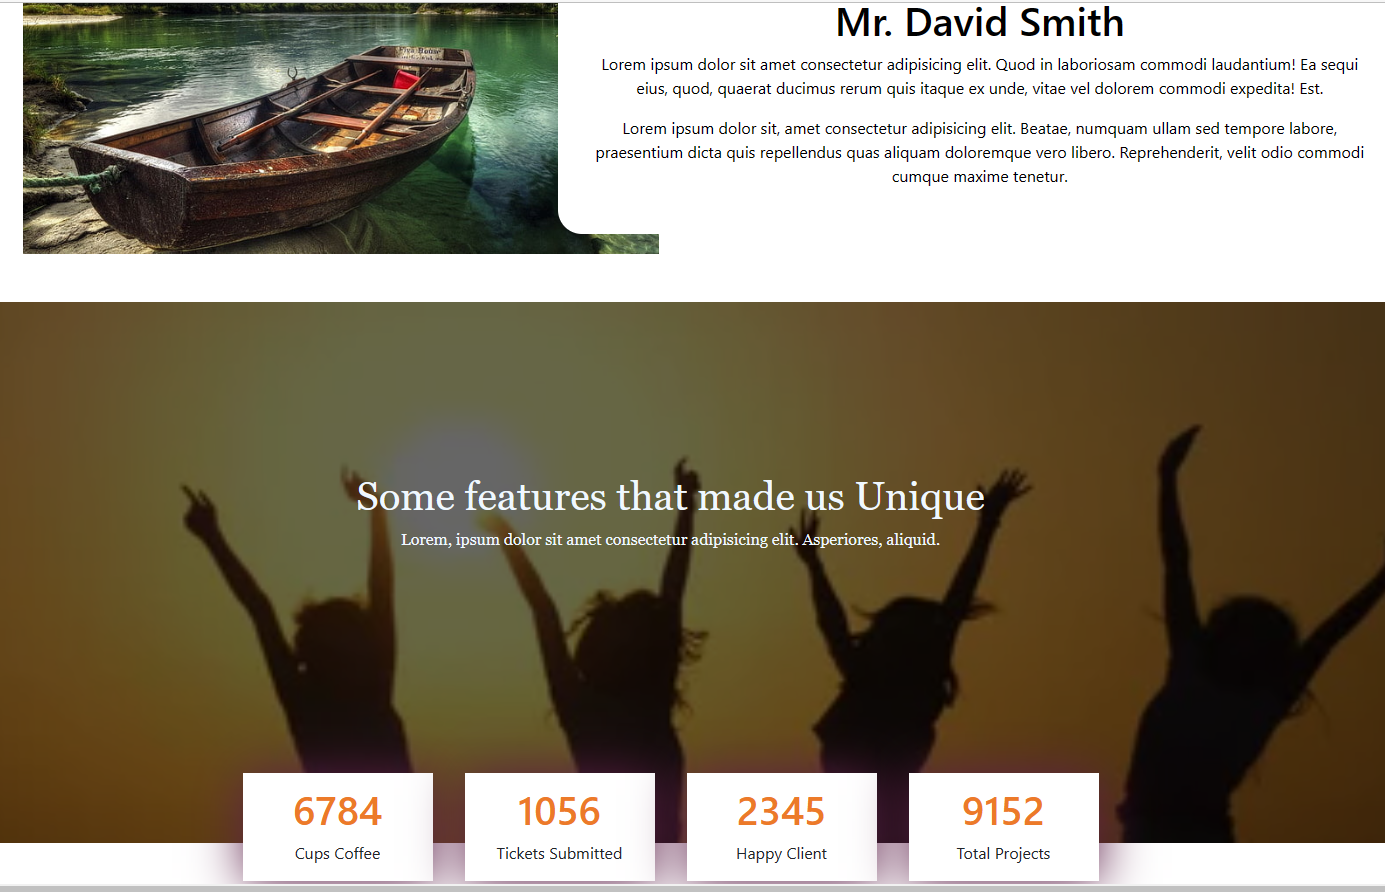 Mr. David Smith
Lorem ipsum dolor sit amet consectetur adipisicing elit. Quod in laboriosam commodi laudantium! Ea sequi
eius, quod, quaerat ducimus rerum quis itaque ex unde, vitae vel dolorem commodi expedita! Est.
Lorem ipsum dolor sit, amet consectetur adipisicing elit. Beatae, numquam ullam sed tempore labore,
praesentium dicta quis repellendus quas aliquam doloremque vero libero. Reprehenderit, velit odio commodi
cumque maxime tenetur.
Some features that made us Unique
Lorem, ipsum dolor sit amet consectetur adipisicing elit. Asperiores, aliquid.
6784
Cups Coffee
1056
Tickets Submitted
2345
Happy Client
9152
Total Projects